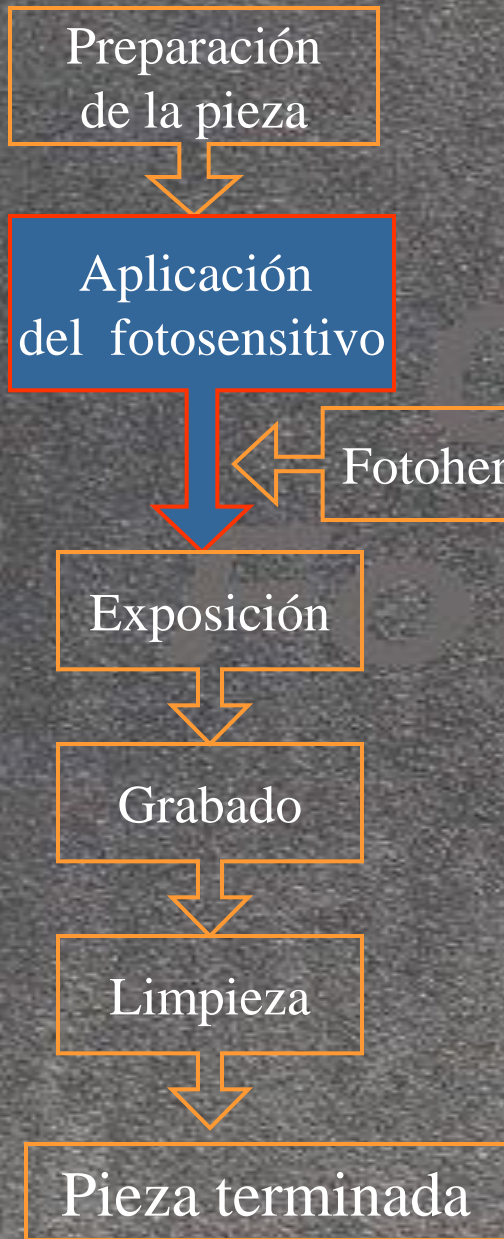 Preparación
de la pieza
Aplicación
del fotosensitivo
Exposición
Grabado
Limpieza
Pieza terminada